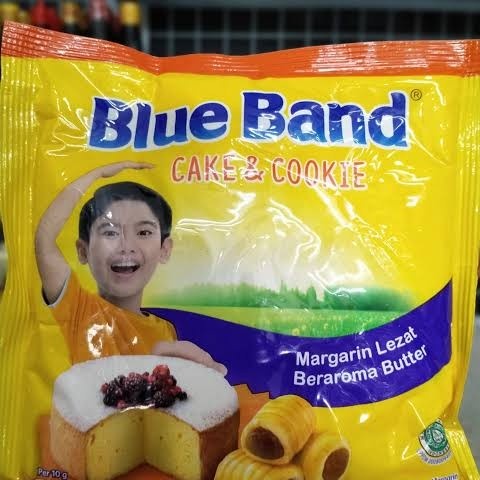 Blue Band®
CAKE & COOKIE
Margarin Lezat
Beraroma Butter
Per 10 g